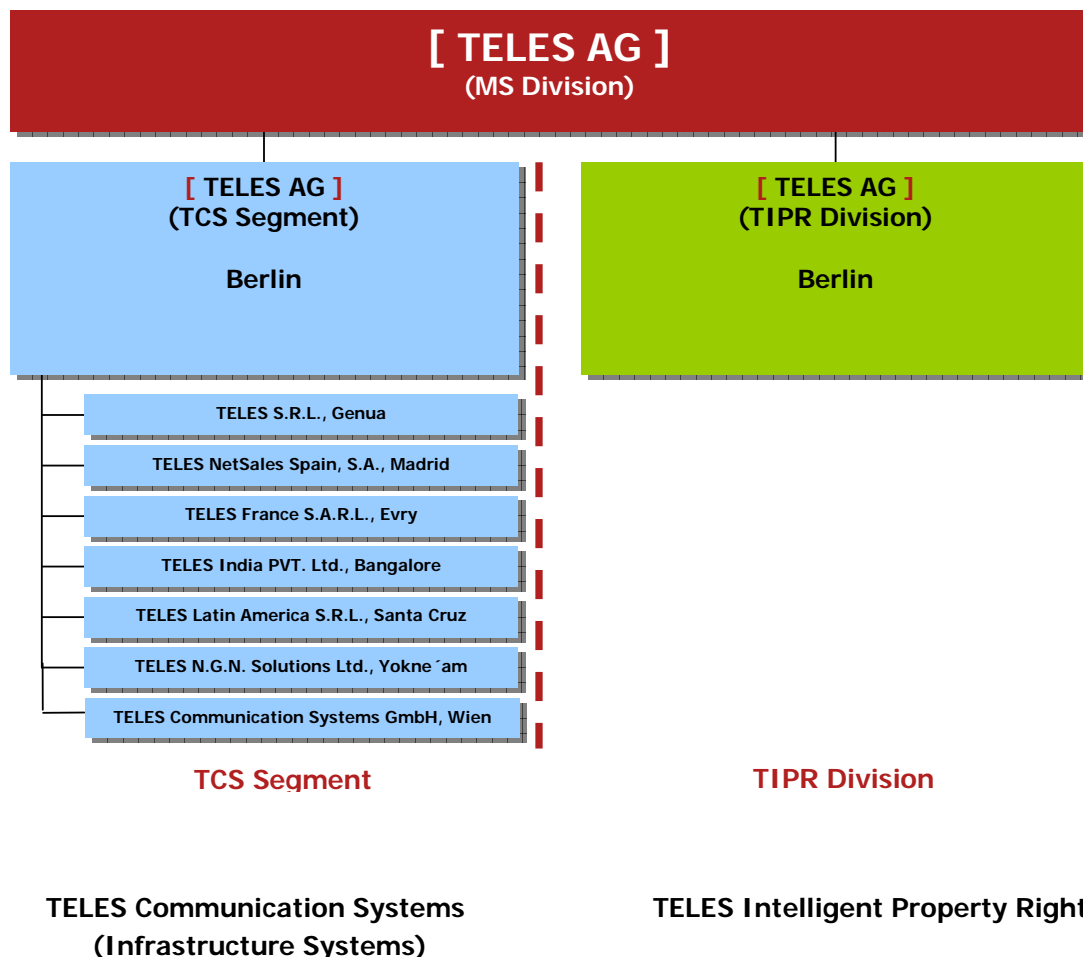 [ TELES AG ]
(MS Division)
[ TELES AG ]
(TCS Segment)
Berlin
TELES S.R.L., Genua
TELES NetSales Spain, S.A., Madrid
TELES France S.A.R.L., Evry
TELES India PVT. Ltd., Bangalore
TELES Latin America S.R.L., Santa Cruz
TELES N.G.N. Solutions Ltd., Yokne´am
TELES Communication Systems GmbH, Wien
[ TELES AG ]
(TIPR Division)
Berlin
TCS Segment
TIPR Division
TELES Communication Systems
(Infrastructure Systems)
TELES Intelligent Property Right